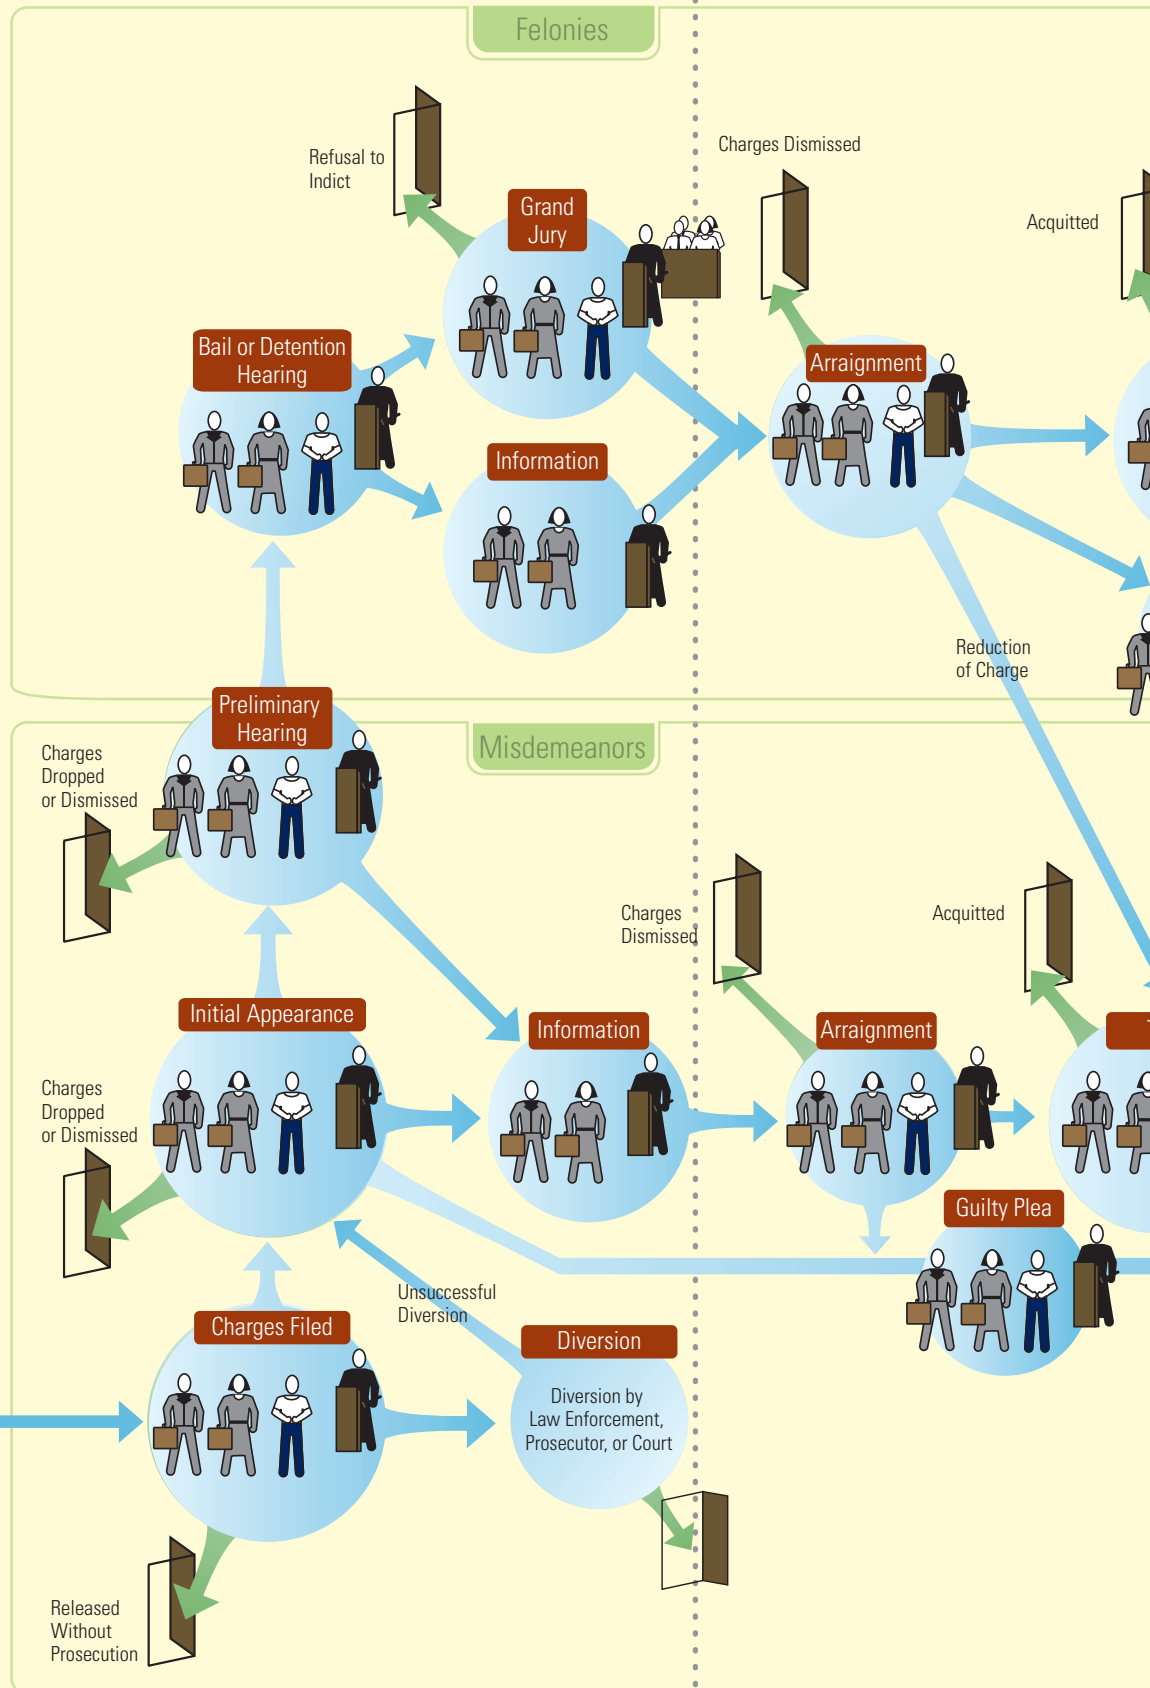 Felonies
Refusal to
Indict
Grand
Jury
Charges Dismissed
Acquitted
Bail or Detention
Hearing
Arraignment
Information
Reduction
of Charge
Preliminary
Hearing
Misdemeanors
Charges
Dropped
or Dismissed
Charges
Dismissed
Acquitted
Initial Appearance
Information
Arraignment
Charges
Dropped
or Dismissed
Guilty Plea
Unsuccessful
Diversion
Charges Filed
Diversion
Diversion by
Law Enforcement,
Prosecutor, or Court
Released
Without
Prosecution